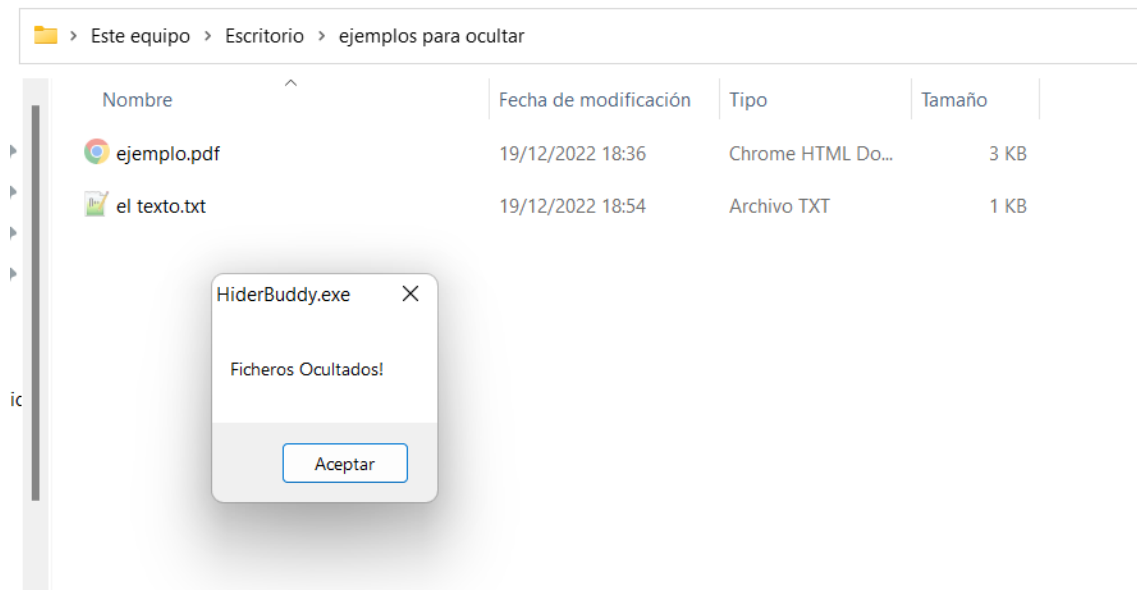 Este equipo > Escritorio > ejemplos para ocultar
Nombre Fecha de modificación Tipo Tamaño
ejemplo.pdf 19/12/2022 18:36 Chrome HTML Do... 3 KB
el texto.txt 19/12/2022 18:54 Archivo TXT 1 KB
HiderBuddy.exe
Ficheros Ocultados!
Aceptar